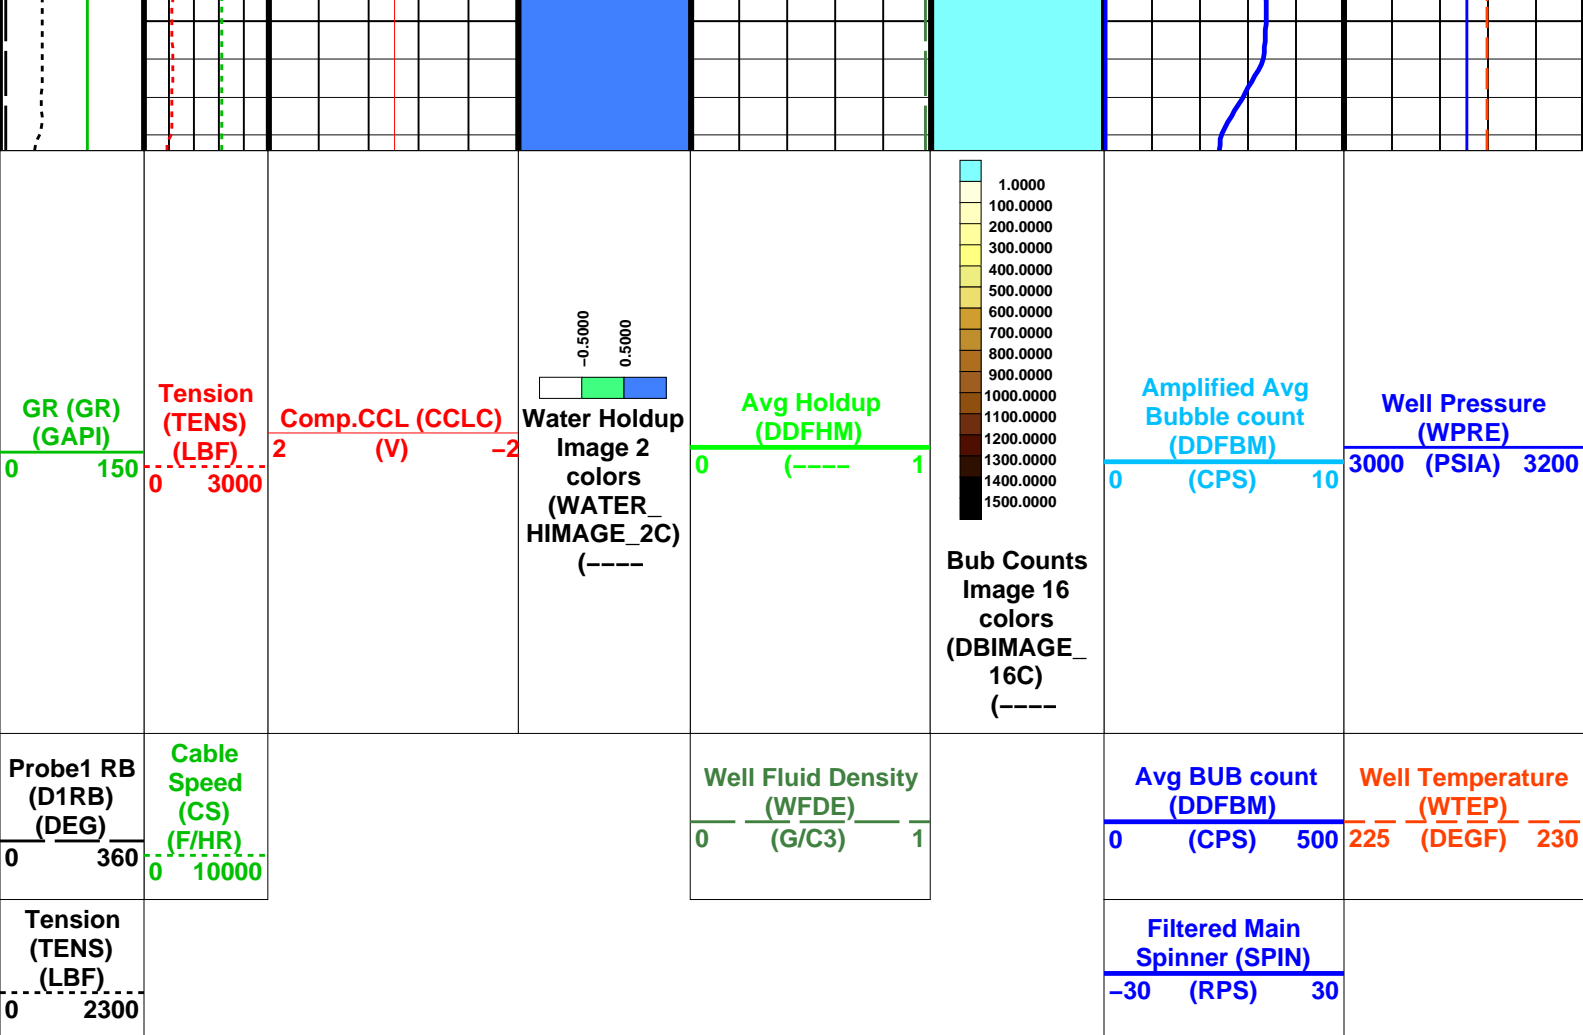 GR (GR)
(GAPI)
0 150
Tension
(TENS)
(LBF)
0 3000
Comp.CCL (CCLC)
2 (V) −2
−0.5000
0.5000
Water Holdup
Image 2
colors
(WATER_
HIMAGE_2C)
(−−−−
Avg Holdup
(DDFHM)
0 (−−−− 1
1.0000
100.0000
200.0000
300.0000
400.0000
500.0000
600.0000
700.0000
800.0000
900.0000
1000.0000
1100.0000
1200.0000
1300.0000
1400.0000
1500.0000
Bub Counts
Image 16
colors
(DBIMAGE_
16C)
(−−−−
Amplified Avg
Bubble count
(DDFBM)
0 (CPS) 10
Well Pressure
(WPRE)
3000 (PSIA) 3200
Probe1 RB
(D1RB)
(DEG)
0 360
Cable
Speed
(CS)
(F/HR)
0 10000
Well Fluid Density
(WFDE)
0 (G/C3) 1
Avg BUB count
(DDFBM)
0 (CPS) 500
Well Temperature
(WTEP)
225 (DEGF) 230
Tension
(TENS)
(LBF)
0 2300
Filtered Main
Spinner (SPIN)
−30 (RPS) 30